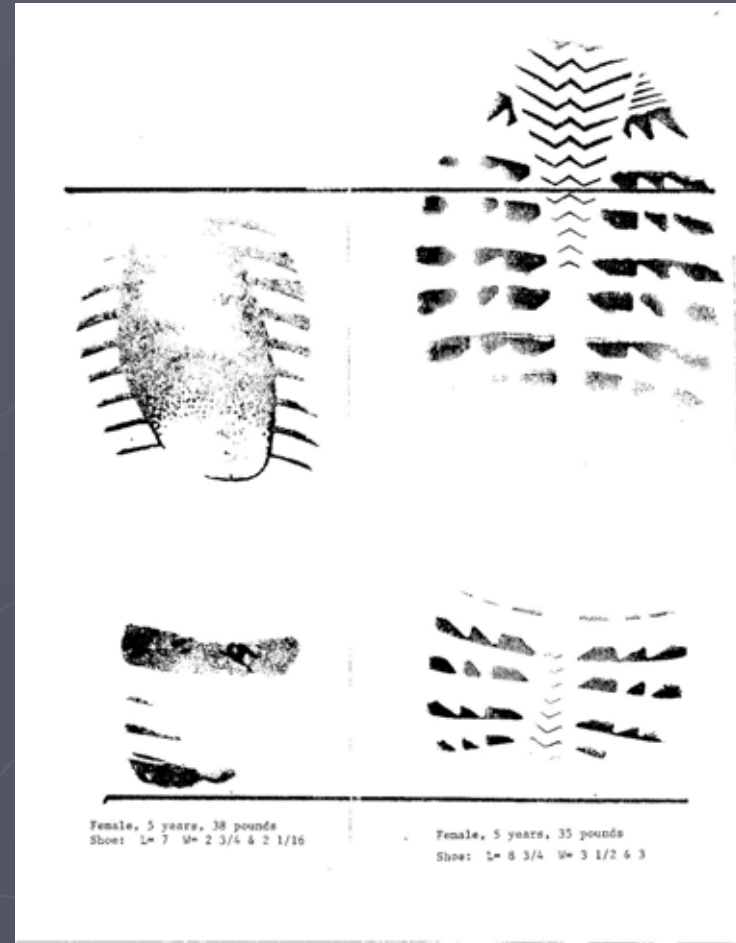 Female, 5 years, 38 pounds
Shoe: L= 7 W= 2 3/4 & 2 1/16
Female, 5 years, 35 pounds
Shoe: L= 8 3/4 W= 3 1/2 & 3